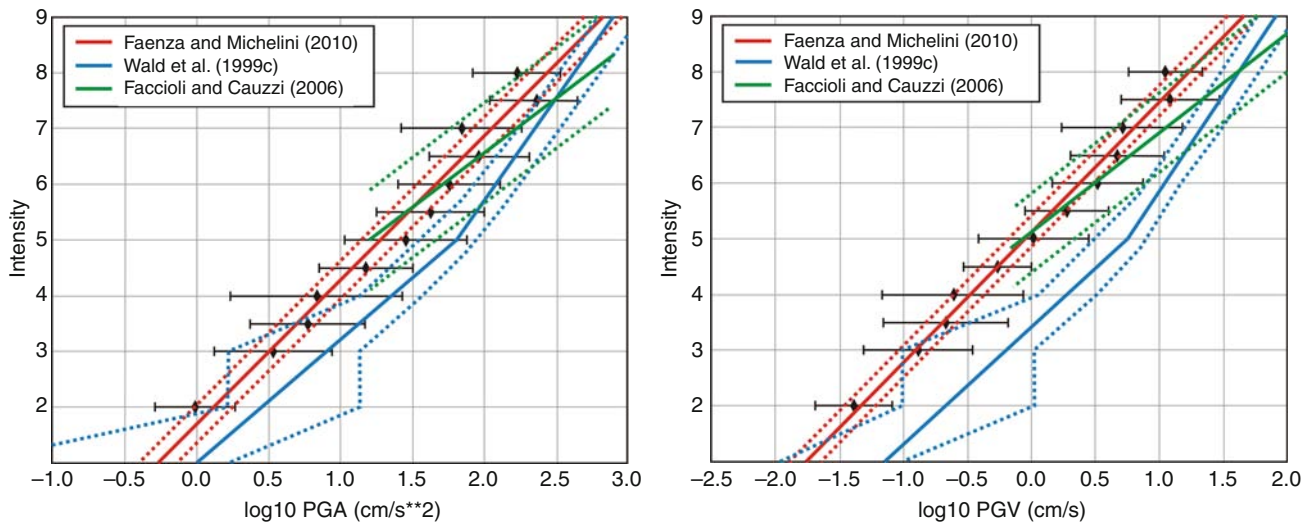 9
8
7
6
5
4
3
2
Intensity
Faenza and Michelini (2010)
Wald et al. (1999c)
Faccioli and Cauzzi (2006)
–1.0 –0.5 0.0 0.5 1.0 1.5 2.0 2.5 3.0
log10 PGA (cm/s**2)
9
8
7
6
5
4
3
2
Intensity
Faenza and Michelini (2010)
Wald et al. (1999c)
Faccioli and Cauzzi (2006)
–2.5 –2.0 –1.5 –1.0 –0.5 0.0 0.5 1.0 1.5 2.0
log10 PGV (cm/s)